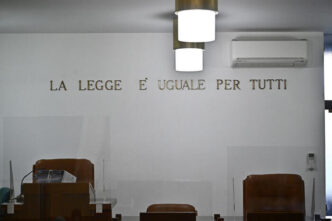 LA LEGGE E' UGUALE PER TUTTI